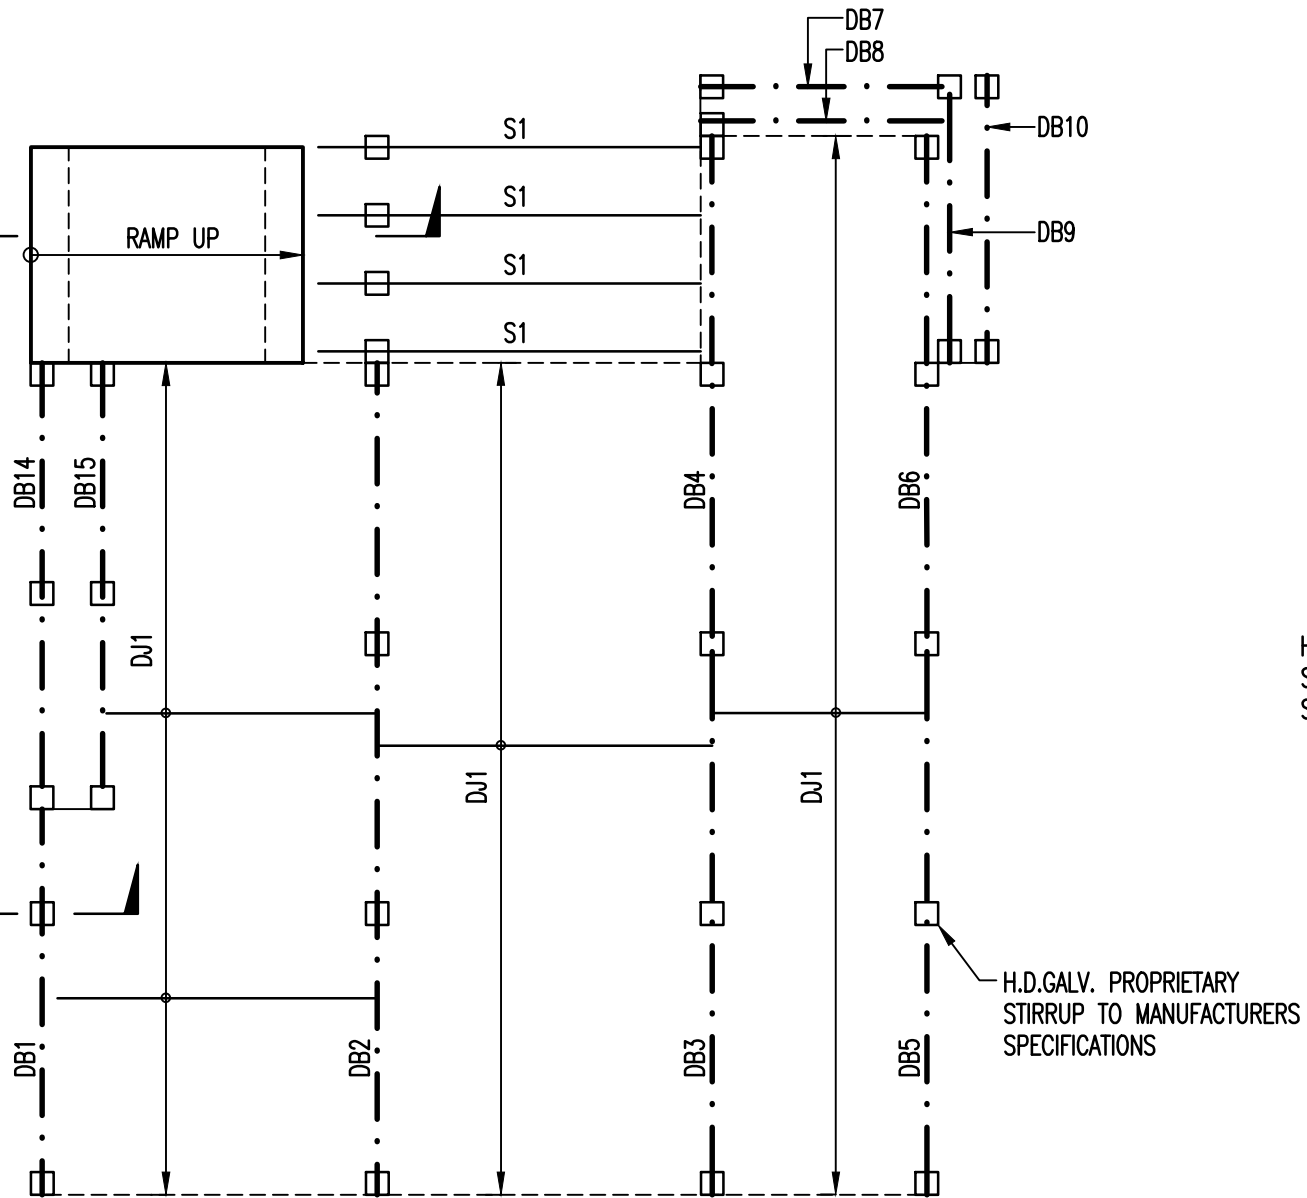 DB7
DB8
S1
DB10
S1
RAMP UP
DB9
S1
S1
DB14
DB15
DB4
DB6
DJ1
DJ1
DJ1
H.D.GALV. PROPRIETARY
STIRRUP TO MANUFACTURERS
SPECIFICATIONS
DB1
DB2
DB3
DB5